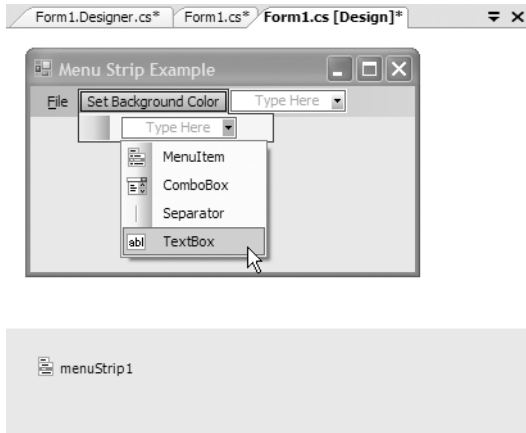 Form1.Designer.cs* Form1.cs* Form1.cs [Design]*
Menu Strip Example
File Set Background Color Type Here
Type Here
MenuItem
ComboBox
Separator
abl TextBox
menuStrip1